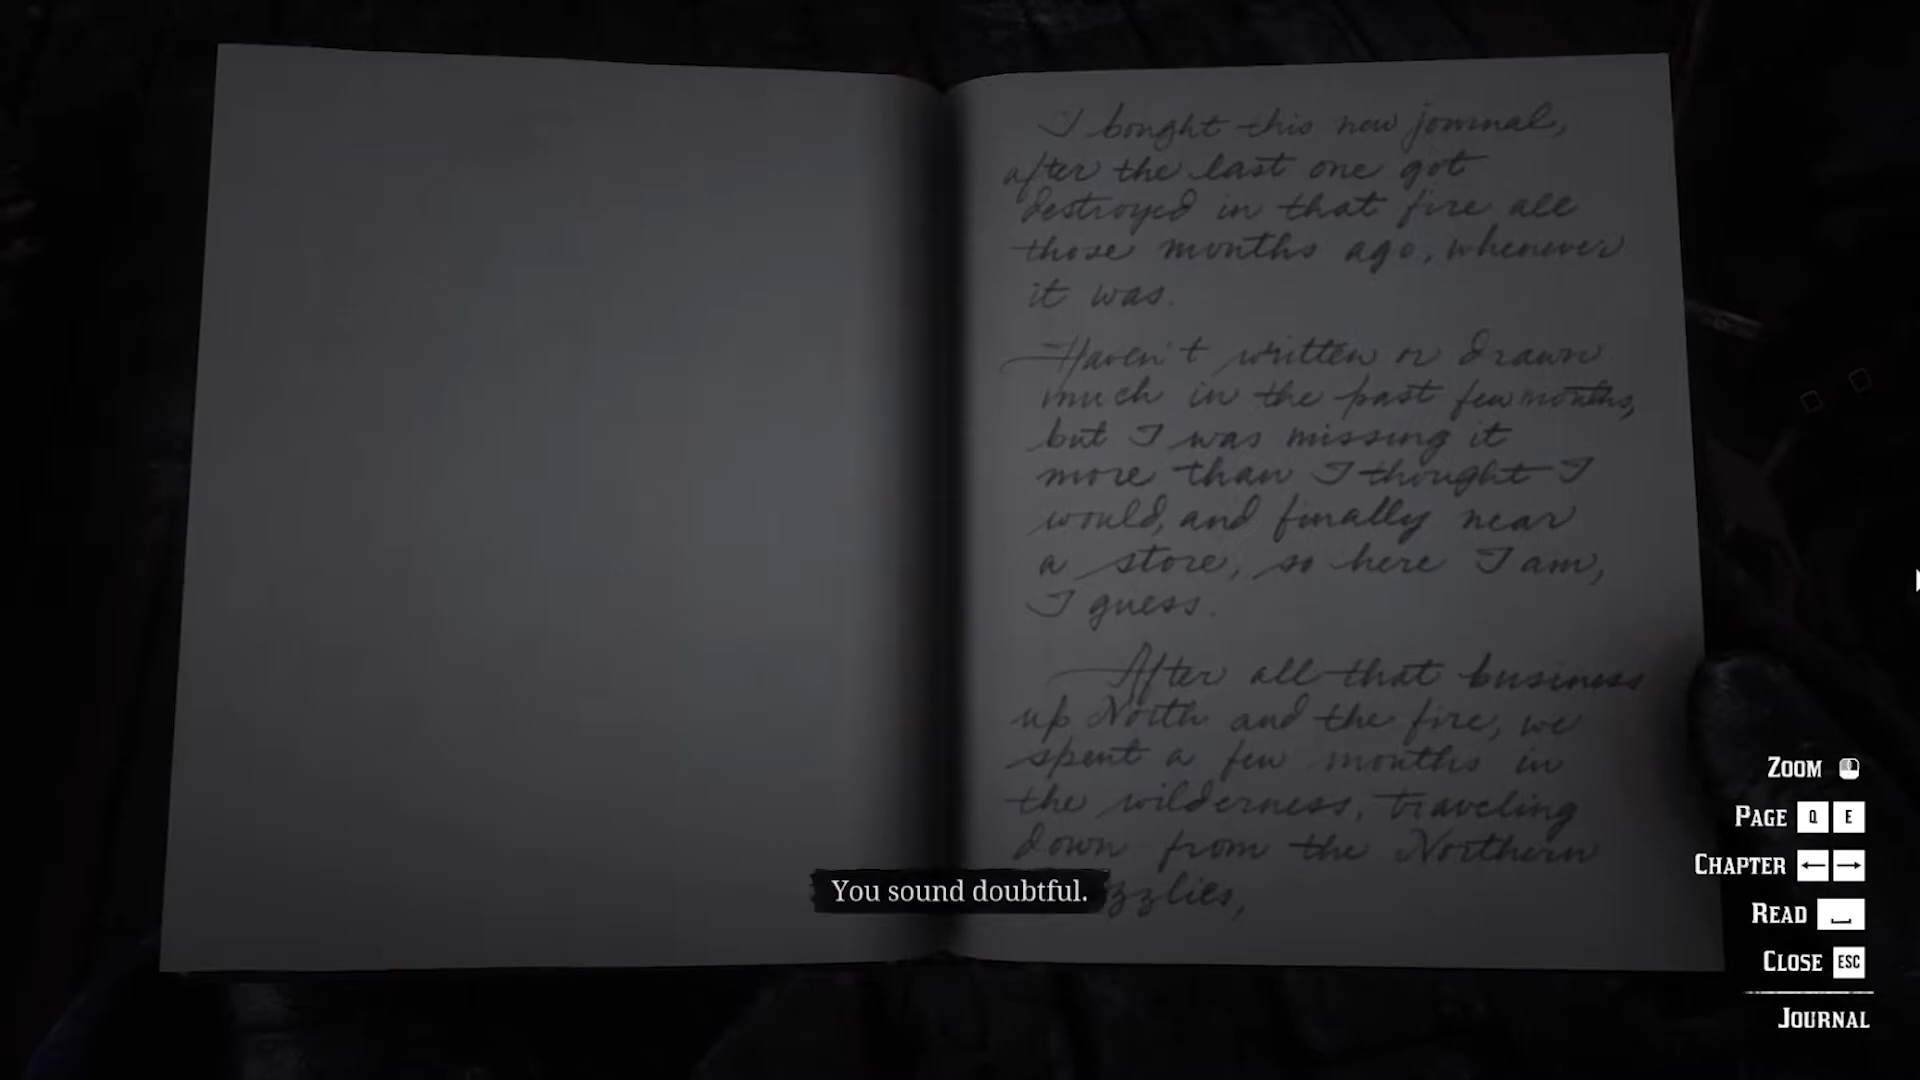 I bought this new journal,
after the last one got
destroyed in that fire all
those months ago, whenever
it was.
Haven't written or drawn
much in the past few months,
but I was missing it
more than I thought I
would, and finally near
a store, so here I am,
I guess.
After all that business
up North and the fire, we
spent a few months in
the wilderness, traveling
down from the Northern
zzlies,
You sound doubtful.
ZOOM
PAGE Q E
CHAPTER ← →
READ
CLOSE ESC
JOURNAL